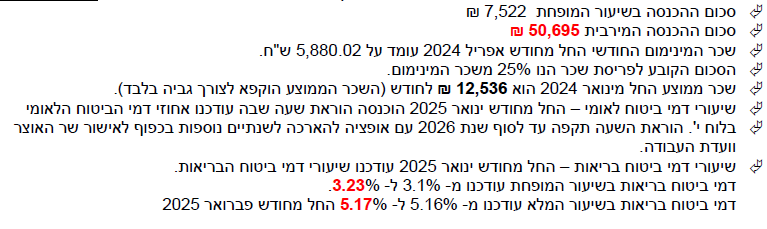 סכום ההכנסה בשיעור המופחת 7,522 ₪
סכום ההכנסה המירבית 50,695 ₪
שכר המינימום החודשי החל מחודש אפריל 2024 עומד על 5,880.02 ש"ח.
הסכום הקובע לפריסת שכר הנו 25% משכר המינימום.
שכר ממוצע החל מינואר 2024 הוא 12,536 ₪ לחודש (השכר הממוצע הוקפא לצורך גביה בלבד).
שיעורי דמי ביטוח לאומי – החל מחודש ינואר 2025 הוכנסה הוראת שעה שבה עודכנו אחוזי דמי הביטוח הלאומי
בלוח י'. הוראת השעה תקפה עד לסוף שנת 2026 עם אופציה להארכה לשנתיים נוספות בכפוף לאישור שר האוצר
וועדת העבודה.
שיעורי דמי ביטוח בריאות – החל מחודש ינואר 2025 עודכנו שיעורי דמי ביטוח הבריאות.
דמי ביטוח בריאות בשיעור המופחת עודכנו מ- 3.1% ל- 3.23%.
דמי ביטוח בריאות בשיעור המלא עודכנו מ- 5.16% ל- 5.17% החל מחודש פברואר 2025